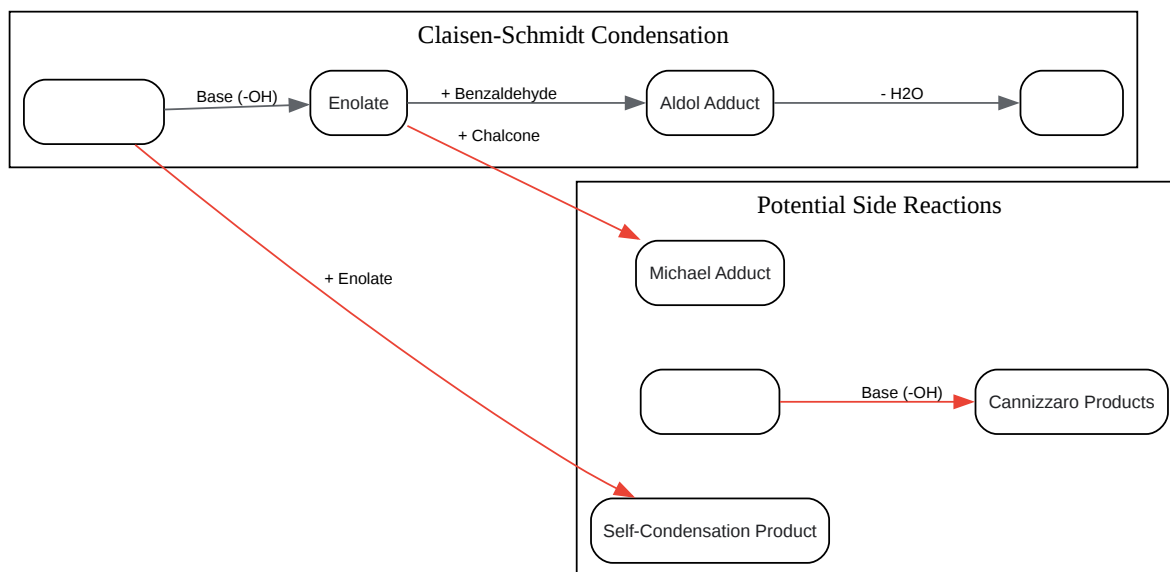 Claisen-Schmidt Condensation
Base (-OH)
Enolate
+ Benzaldehyde
Aldol Adduct
- H2O
+ Chalcone
Potential Side Reactions
Michael Adduct
+ Enolate
Base (-OH)
Cannizzaro Products
Self-Condensation Product